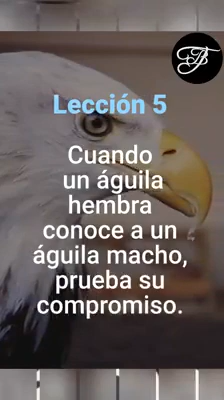 Lección 5
Cuando
un águila
hembra
conoce a un
águila macho,
prueba su
compromiso.